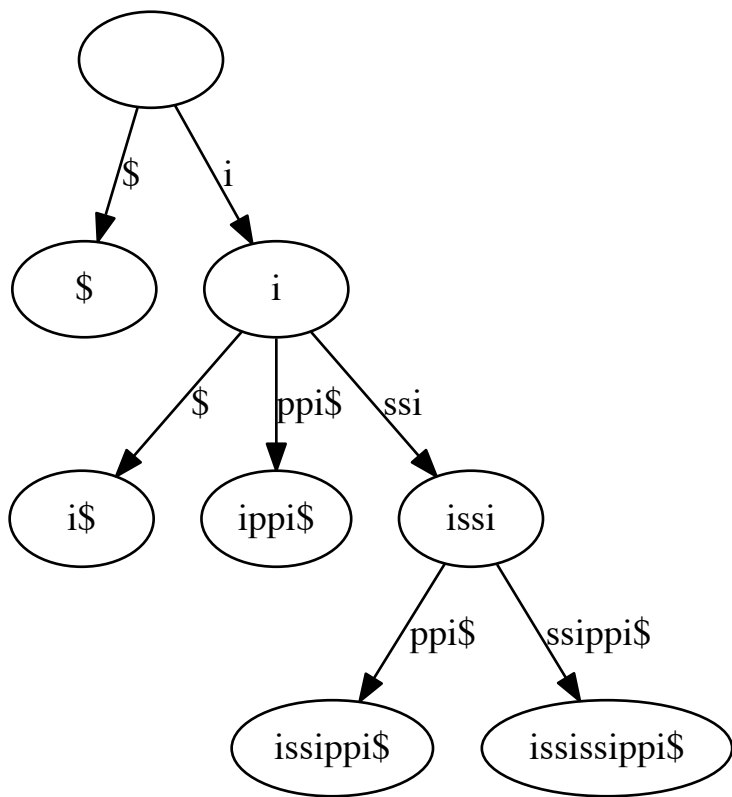 $ i
$ i
$ ppi$ ssi
i$ ippi$ issi
ppi$ ssippi$
issippi$ ississippi$